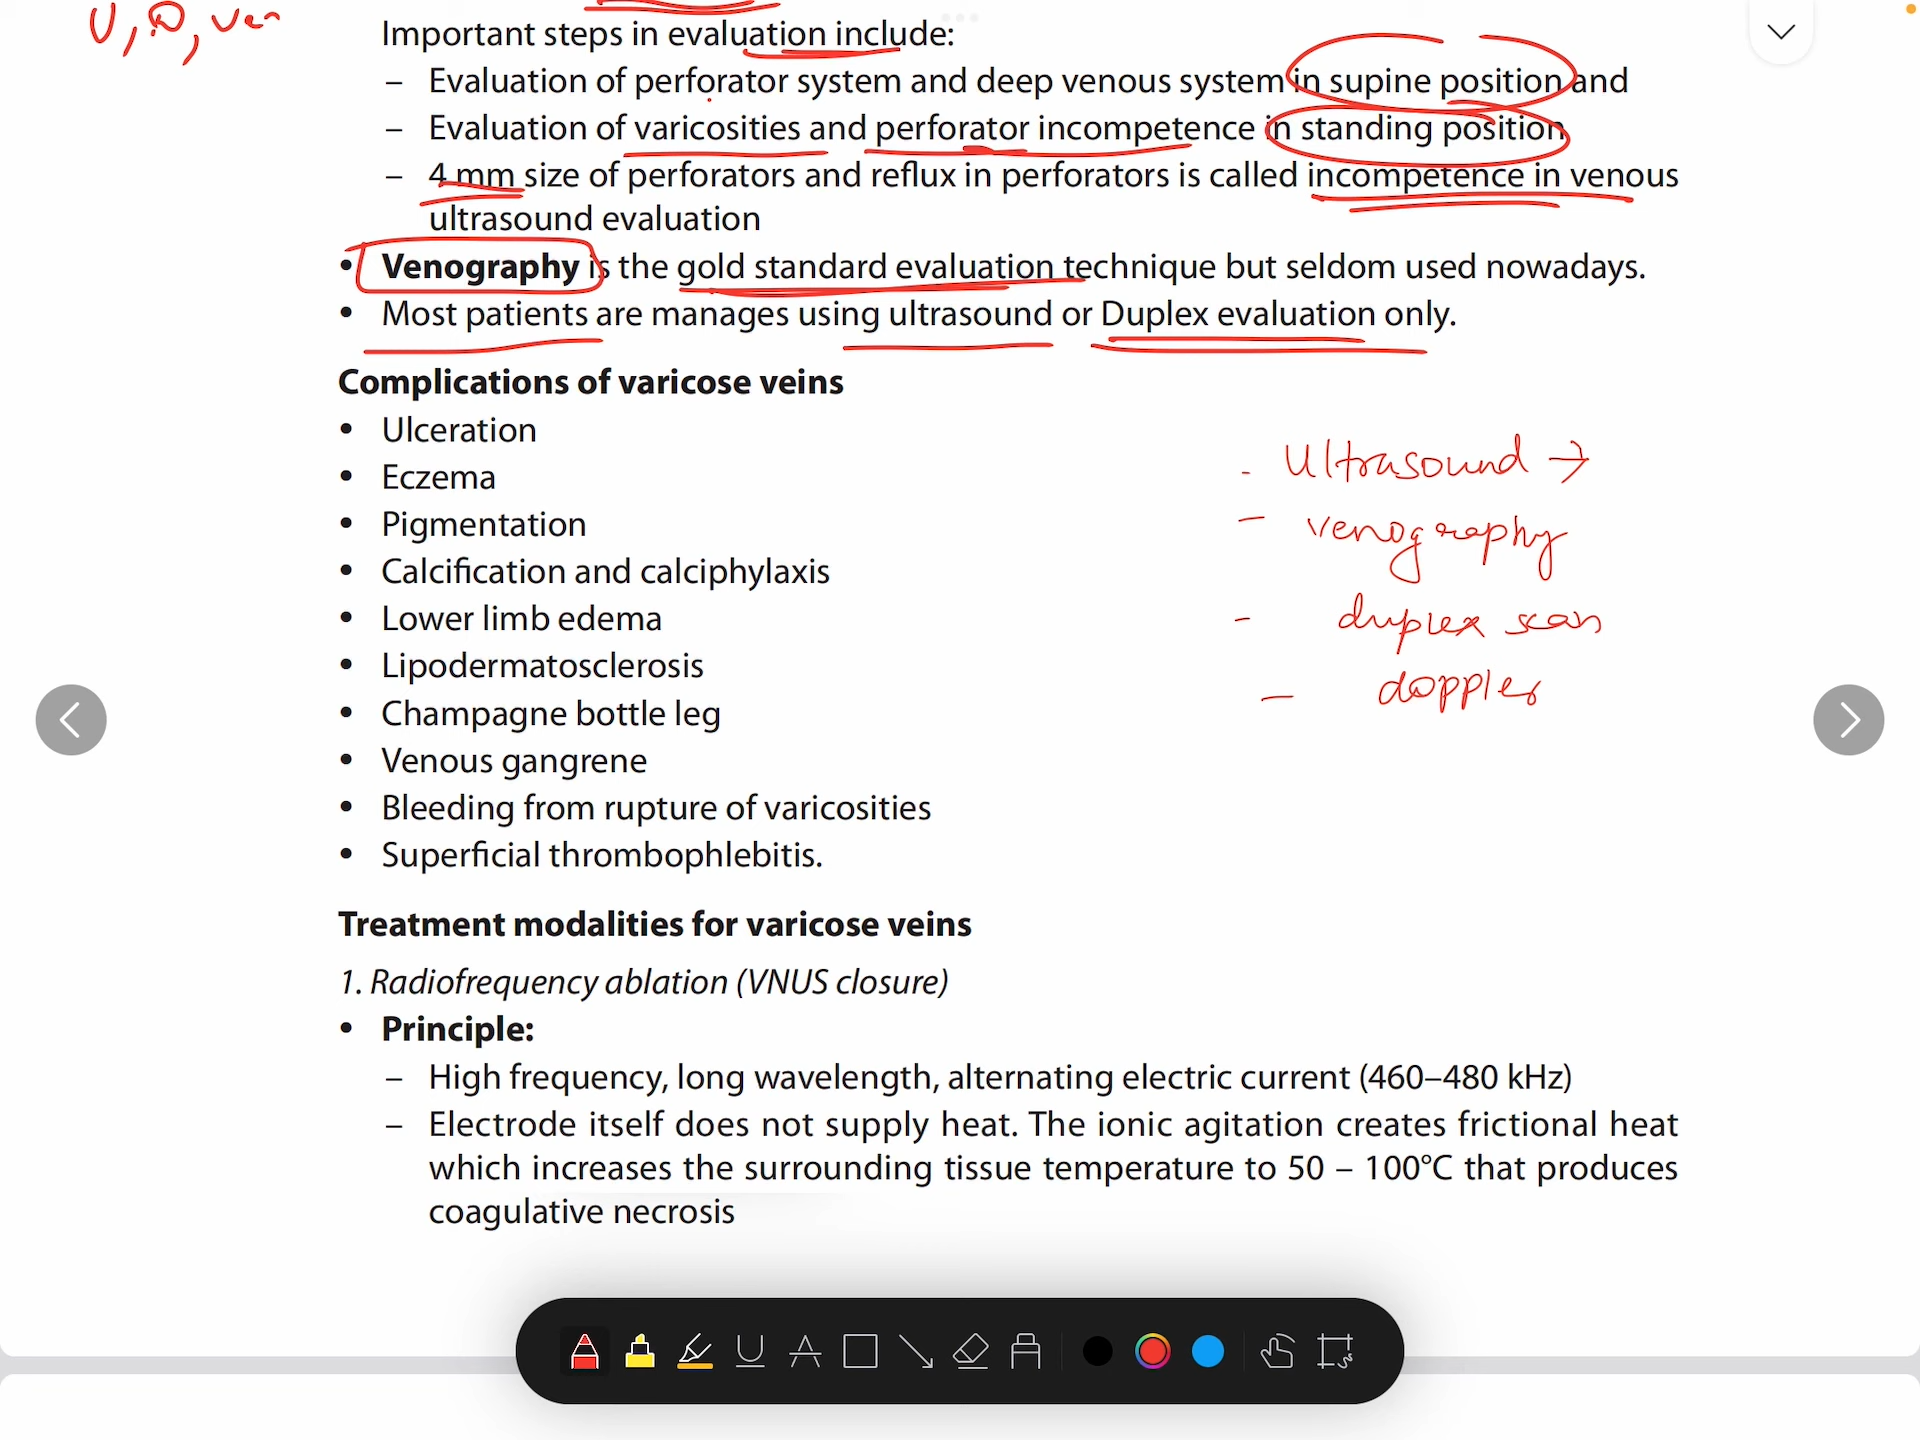 U, D, ven
Important steps in evaluation include:
– Evaluation of perforator system and deep venous system in supine position and
– Evaluation of varicosities and perforator incompetence in standing position
– 4 mm size of perforators and reflux in perforators is called incompetence in venous
ultrasound evaluation
• Venography is the gold standard evaluation technique but seldom used nowadays.
• Most patients are manages using ultrasound or Duplex evaluation only.
Complications of varicose veins
• Ulceration
• Eczema
• Pigmentation
• Calcification and calciphylaxis
• Lower limb edema
• Lipodermatosclerosis
• Champagne bottle leg
• Venous gangrene
• Bleeding from rupture of varicosities
• Superficial thrombophlebitis.
- Ultrasound →
- venography
- duplex scan
- doppler
Treatment modalities for varicose veins
1. Radiofrequency ablation (VNUS closure)
• Principle:
– High frequency, long wavelength, alternating electric current (460–480 kHz)
– Electrode itself does not supply heat. The ionic agitation creates frictional heat
which increases the surrounding tissue temperature to 50 – 100°C that produces
coagulative necrosis